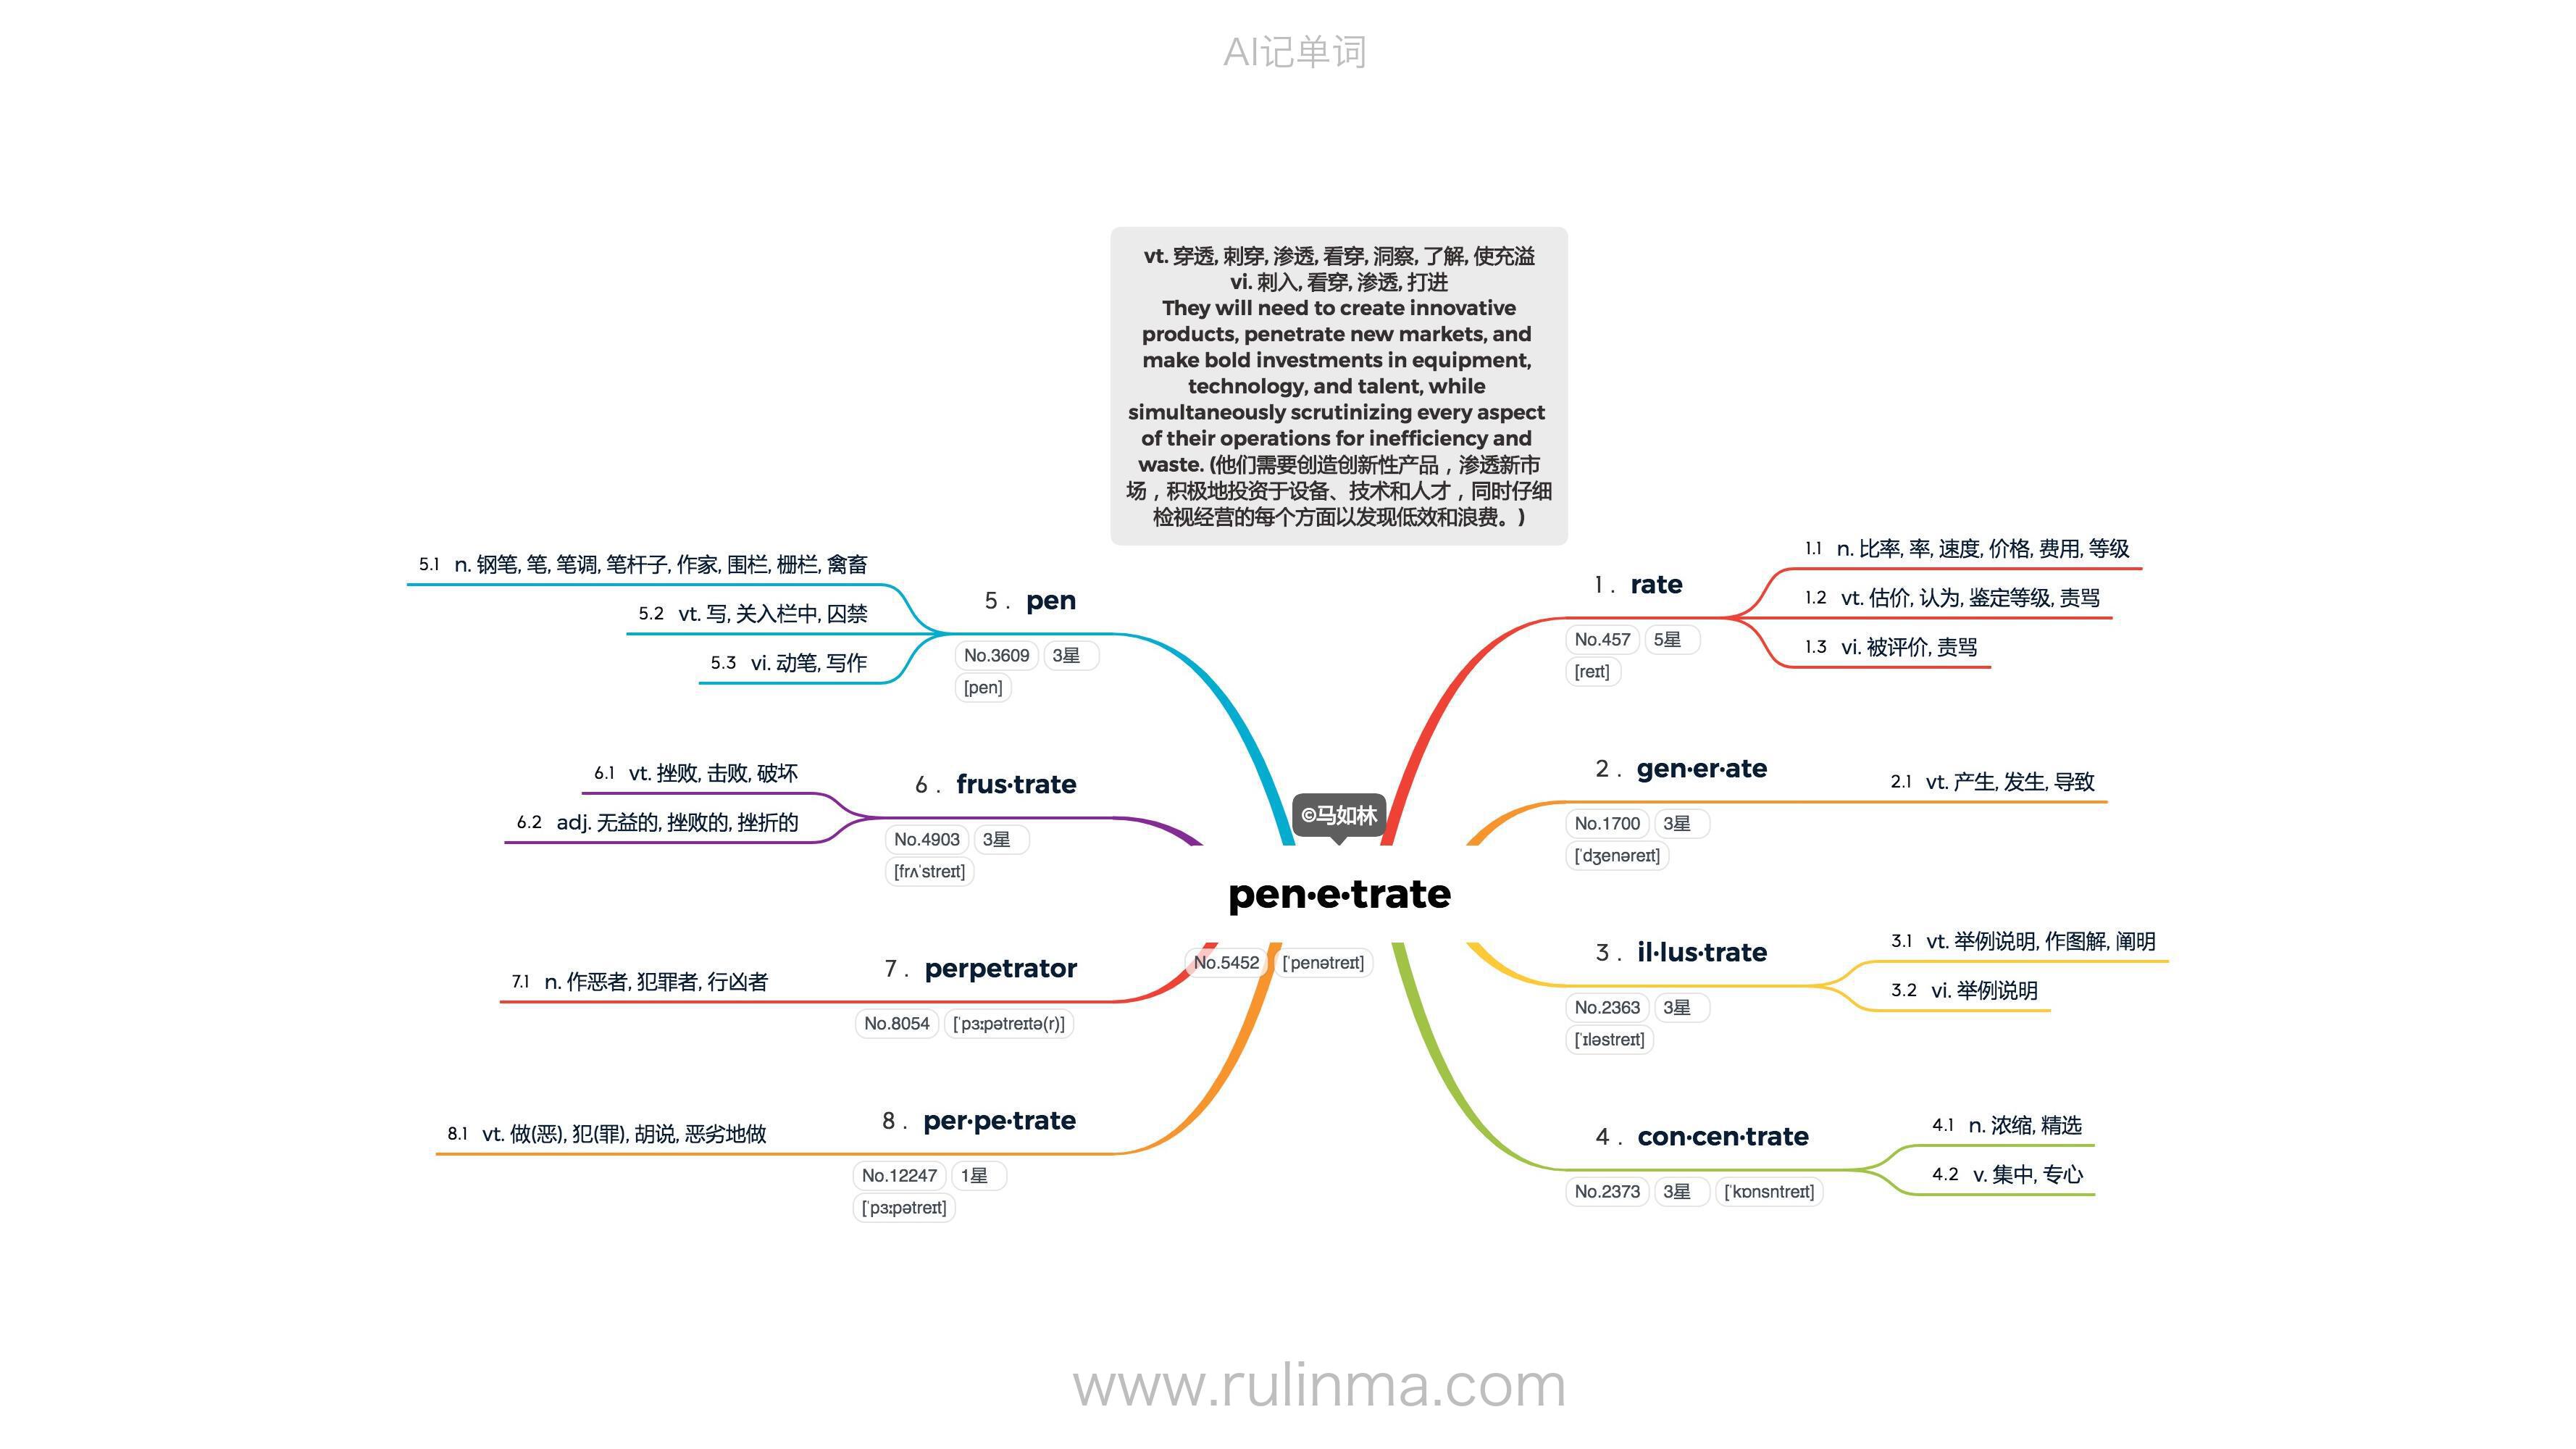 AI记单词
vt. 穿透, 刺穿, 渗透, 看穿, 洞察, 了解, 使充溢
vi. 刺入, 看穿, 渗透, 打进
They will need to create innovative
products, penetrate new markets, and
make bold investments in equipment,
technology, and talent, while
simultaneously scrutinizing every aspect
of their operations for inefficiency and
waste. (他们需要创造创新性产品，渗透新市
场，积极地投资于设备、技术和人才，同时仔细
检视经营的每个方面以发现低效和浪费。)
©马如林
pen·e·trate
No.5452 [ˈpenətreɪt]
1. rate
No.457 5星
[reɪt]
1.1 n. 比率, 率, 速度, 价格, 费用, 等级
1.2 vt. 估价, 认为, 鉴定等级, 责骂
1.3 vi. 被评价, 责骂
2. gen·er·ate
No.1700 3星
[ˈdʒenəreɪt]
2.1 vt. 产生, 发生, 导致
3. il·lus·trate
No.2363 3星
[ˈɪləstreɪt]
3.1 vt. 举例说明, 作图解, 阐明
3.2 vi. 举例说明
4. con·cen·trate
No.2373 3星 [ˈkɒnsntreɪt]
4.1 n. 浓缩, 精选
4.2 v. 集中, 专心
5. pen
No.3609 3星
[pen]
5.1 n. 钢笔, 笔, 笔调, 笔杆子, 作家, 围栏, 栅栏, 禽畜
5.2 vt. 写, 关入栏中, 囚禁
5.3 vi. 动笔, 写作
6. frus·trate
No.4903 3星
[frʌˈstreɪt]
6.1 vt. 挫败, 击败, 破坏
6.2 adj. 无益的, 挫败的, 挫折的
7. perpetrator
No.8054 [ˈpɜːpətreɪtə(r)]
7.1 n. 作恶者, 犯罪者, 行凶者
8. per·pe·trate
No.12247 1星
[ˈpɜːpətreɪt]
8.1 vt. 做(恶), 犯(罪), 胡说, 恶劣地做
www.rulinma.com